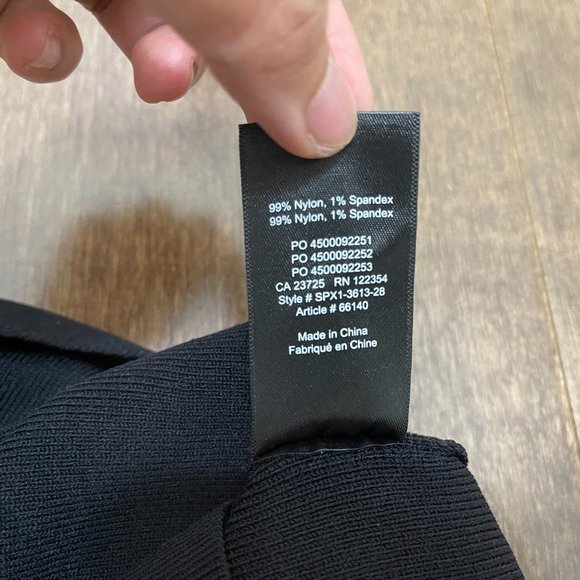 99% Nylon, 1% Spandex
99% Nylon, 1% Spandex
PO 4500092251
PO 4500092252
PO 4500092253
CA 23725 RN 122354
Style # SPX1-3613-28
Article # 66140
Made in China
Fabriqué en Chine